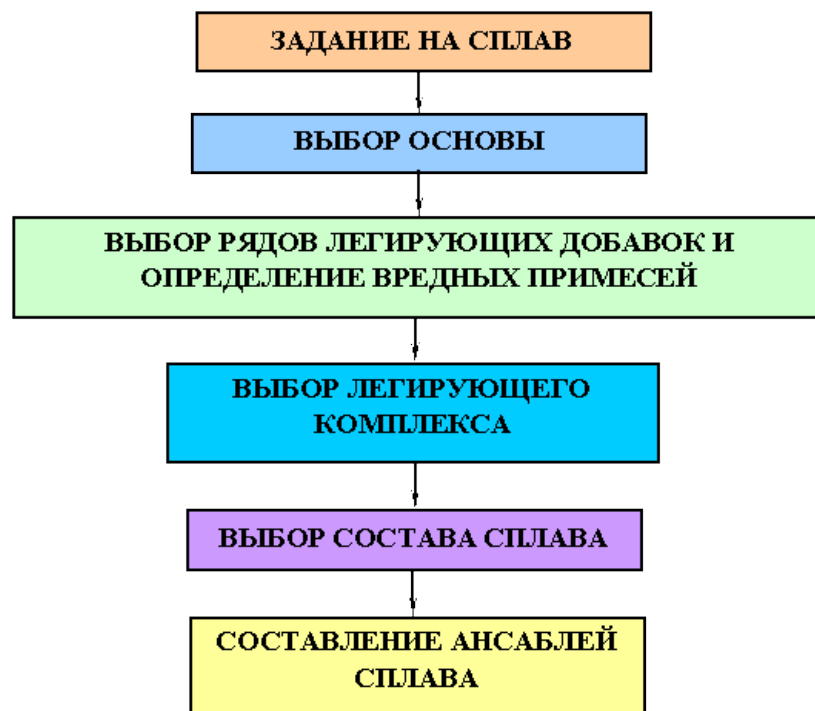 ЗАДАНИЕ НА СПЛАВ
ВЫБОР ОСНОВЫ
ВЫБОР РЯДОВ ЛЕГИРУЮЩИХ ДОБАВОК И
ОПРЕДЕЛЕНИЕ ВРЕДНЫХ ПРИМЕСЕЙ
ВЫБОР ЛЕГИРУЮЩЕГО
КОМПЛЕКСА
ВЫБОР СОСТАВА СПЛАВА
СОСТАВЛЕНИЕ АНСАБЛЕЙ
СПЛАВА